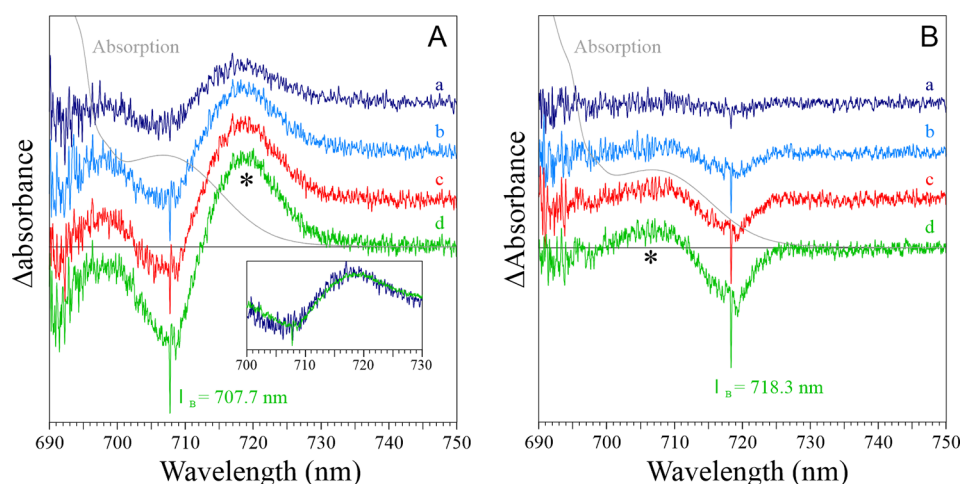 A
Absorption
a
b
c
d
*
Δabsorbance
I B = 707.7 nm
700 710 720 730
690 700 710 720 730 740 750
Wavelength (nm)
B
Absorption
a
b
c
d
*
ΔAbsorbance
I B = 718.3 nm
690 700 710 720 730 740 750
Wavelength (nm)